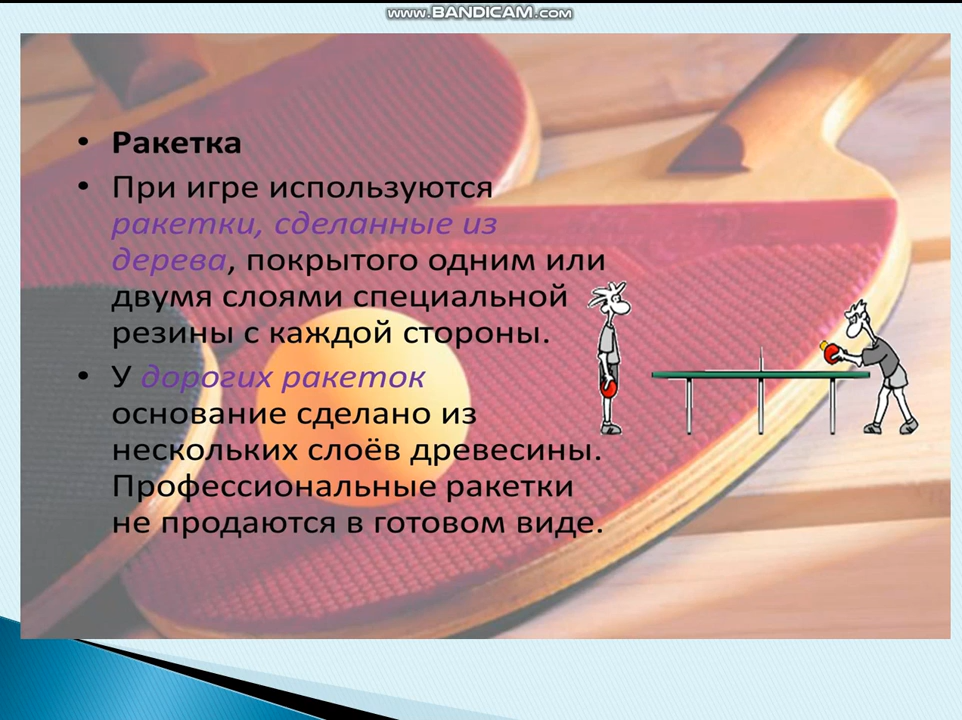 www.BANDICAM.com
• Ракетка
• При игре используются
ракетки, сделанные из
дерева, покрытого одним или
двумя слоями специальной
резины с каждой стороны.
• У дорогих ракеток
основание сделано из
нескольких слоёв древесины.
Профессиональные ракетки
не продаются в готовом виде.